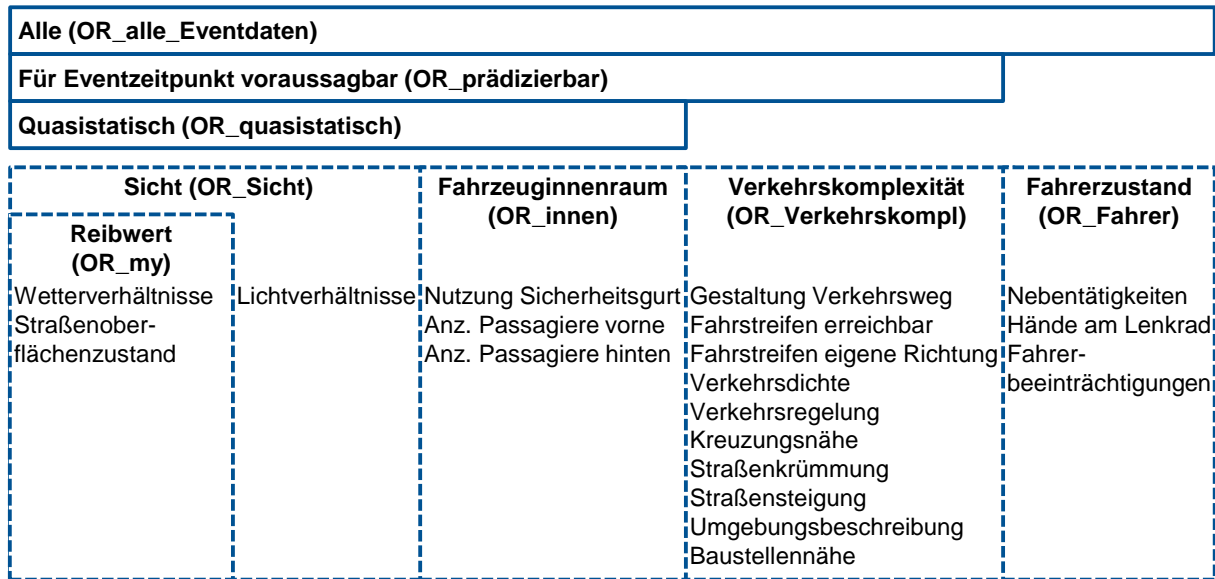 Alle (OR_alle_Eventdaten)
Für Eventzeitpunkt voraussagbar (OR_prädizierbar)
Quasistatisch (OR_quasistatisch)
Sicht (OR_Sicht)
Reibwert
(OR_my)
Wetterverhältnisse
Straßenober-
flächenzustand
Lichtverhältnisse
Fahrzeuginnenraum
(OR_innen)
Nutzung Sicherheitsgurt
Anz. Passagiere vorne
Anz. Passagiere hinten
Verkehrskomplexität
(OR_Verkehrskompl)
Gestaltung Verkehrsweg
Fahrstreifen erreichbar
Fahrstreifen eigene Richtung
Verkehrsdichte
Verkehrsregelung
Kreuzungsnähe
Straßenkrümmung
Straßensteigung
Umgebungsbeschreibung
Baustellennähe
Fahrerzustand
(OR_Fahrer)
Nebentätigkeiten
Hände am Lenkrad
Fahrer-
beeinträchtigungen